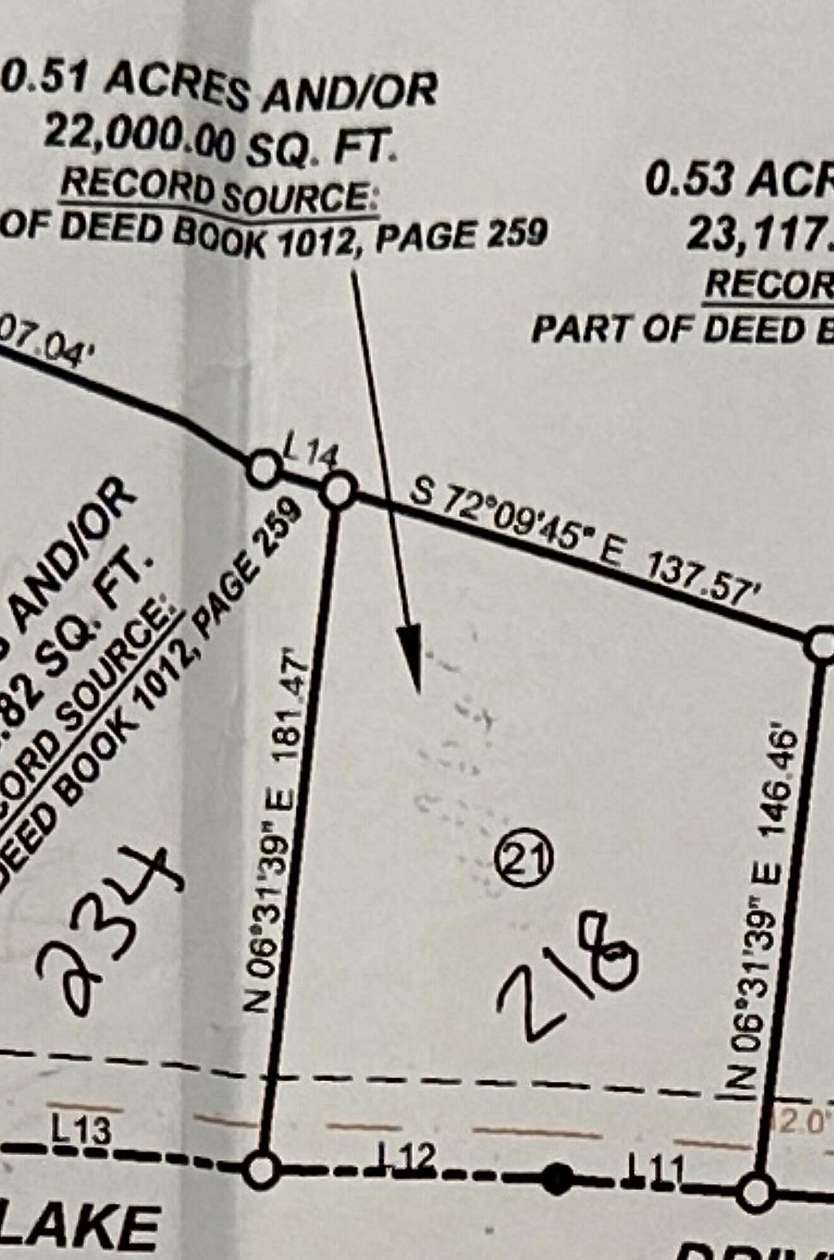 0.51 ACRES AND/OR
22,000.00 SQ. FT.
RECORD SOURCE:
OF DEED BOOK 1012, PAGE 259
0.53
23,117.
PART OF DEED
07.04'
L14
S 72°09'45" E 137.57'
AND/OR
.82 SQ. FT.
SOURCE:
DEED BOOK 1012, PAGE 259
234
N 06°31'39" E 181.47'
21
218
N 06°31'39" E 146.46'
L13
L12
L11
2.0'
LAKE